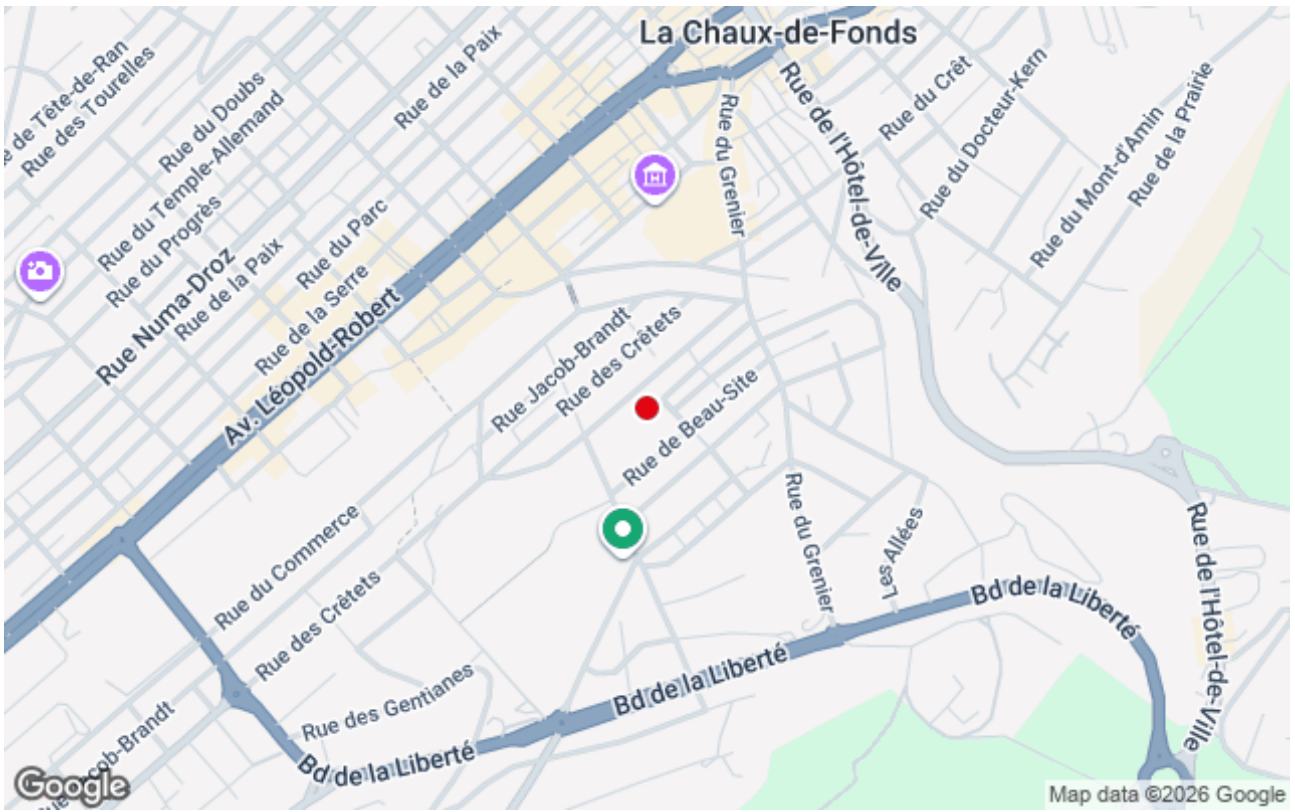 La Chaux-de-Fonds
Rue de la Paix
e de Tête-de-Ran
Rue des Tourelles
Rue du Doubs
Rue du Temple-Allemand
Rue du Progrès
Rue de la Paix
Rue Numa-Droz
Rue du Parc
Rue de la Serre
Av. Léopold-Robert
Rue du Grenier
Rue de l'Hôtel-de-Ville
Rue du Crêt
Rue du Docteur-Kern
Rue du Mont-d'Amin
Rue de la Prairie
Rue Jacob-Brandt
Rue des Crêtets
Rue de Beau-Site
Rue du Commerce
Rue des Crêtets
Rue du Grenier
Les Allées
Rue de l'Hôtel-de-Ville
Bd de la Liberté
Bd de la Liberté
Rue des Gentianes
Bd de la Liberté
Rue Jacob-Brandt
Google
Map data ©2026 Google